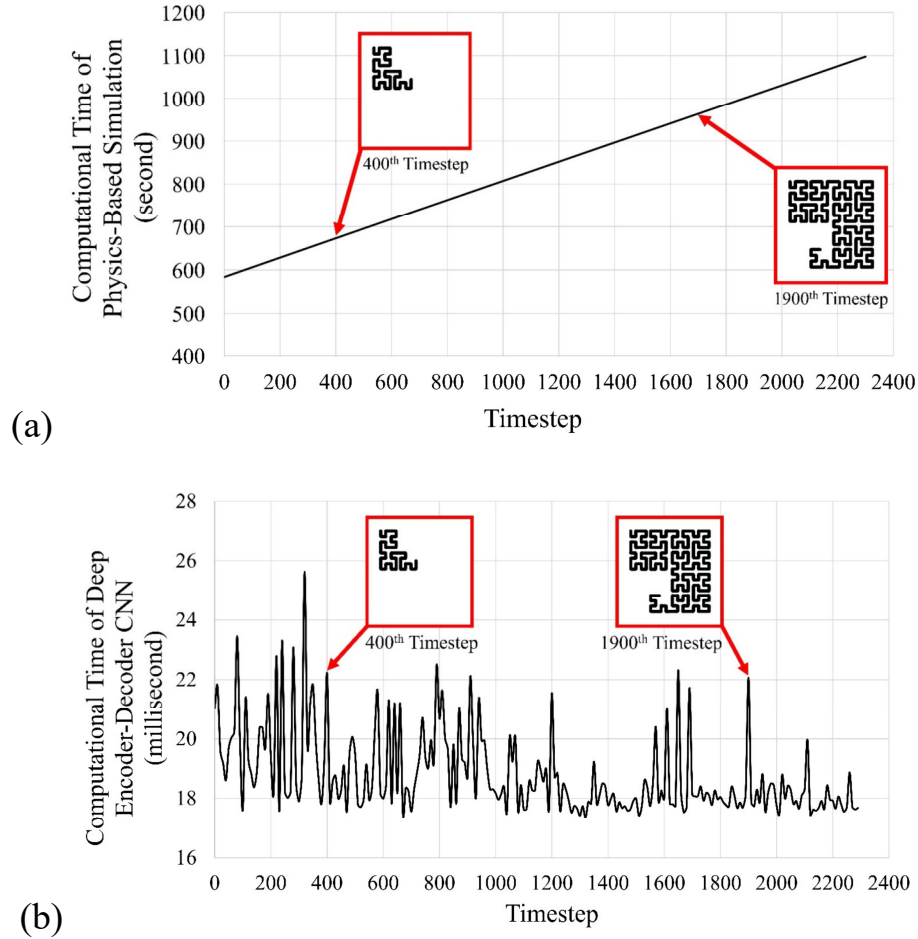 1200
1100
1000
900
800
700
600
500
400
Computational Time of
Physics-Based Simulation
(second)
400th Timestep
1900th Timestep
0 200 400 600 800 1000 1200 1400 1600 1800 2000 2200 2400
Timestep
(a)
28
26
24
22
20
18
16
Computational Time of Deep
Encoder-Decoder CNN
(millisecond)
400th Timestep
1900th Timestep
0 200 400 600 800 1000 1200 1400 1600 1800 2000 2200 2400
Timestep
(b)